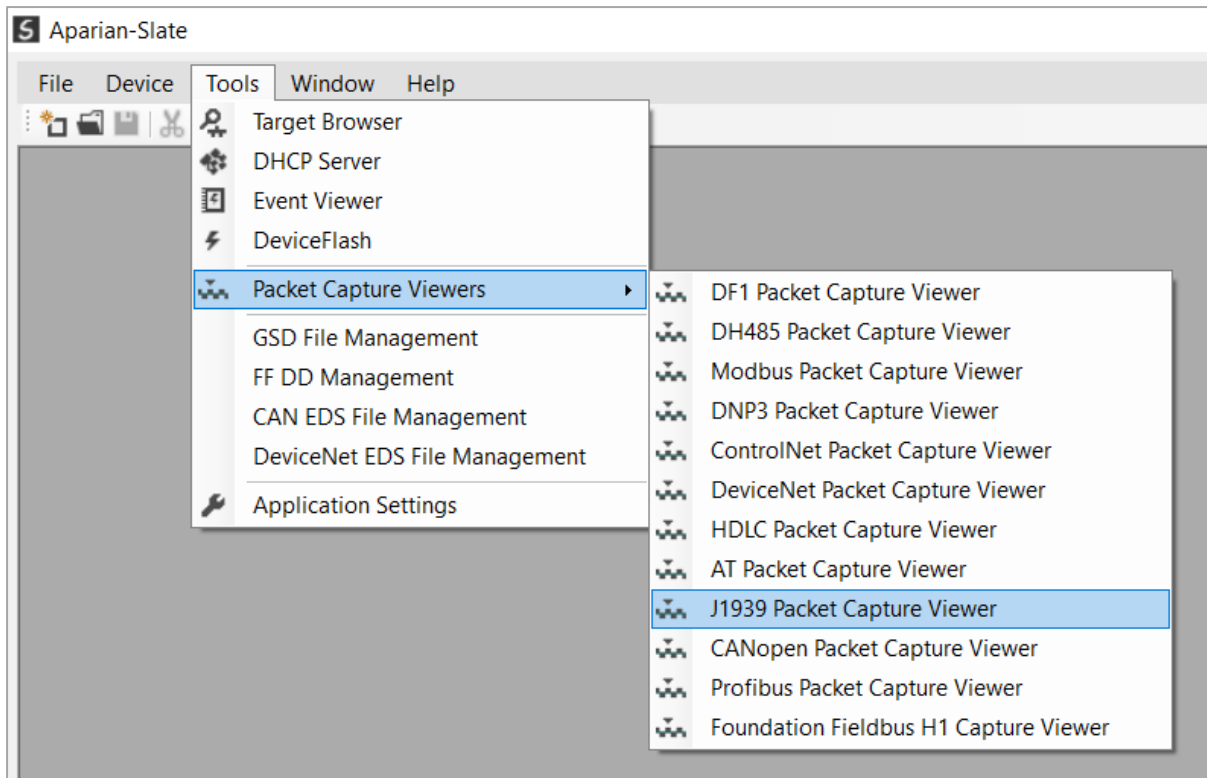 Aparian-Slate
File Device Tools Window Help
Target Browser
DHCP Server
Event Viewer
DeviceFlash
Packet Capture Viewers
GSD File Management
FF DD Management
CAN EDS File Management
DeviceNet EDS File Management
Application Settings
DF1 Packet Capture Viewer
DH485 Packet Capture Viewer
Modbus Packet Capture Viewer
DNP3 Packet Capture Viewer
ControlNet Packet Capture Viewer
DeviceNet Packet Capture Viewer
HDLC Packet Capture Viewer
AT Packet Capture Viewer
J1939 Packet Capture Viewer
CANopen Packet Capture Viewer
Profibus Packet Capture Viewer
Foundation Fieldbus H1 Capture Viewer